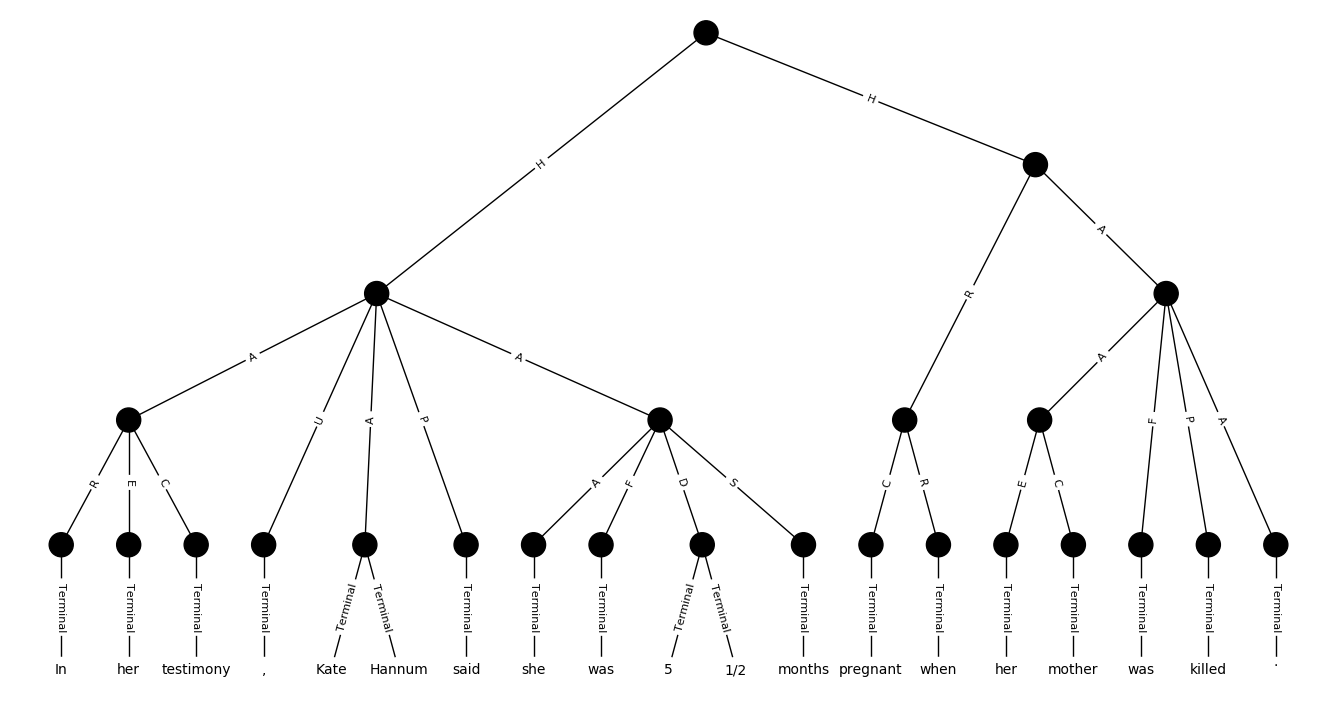 H
H
A
R
A
U
A
P
A
A
F
P
A
R
E
C
A
F
D
S
C
R
E
C
Terminal Terminal Terminal Terminal Terminal Terminal Terminal Terminal Terminal Terminal Terminal Terminal Terminal Terminal Terminal Terminal Terminal Terminal Terminal
In her testimony , Kate Hannum said she was 5 1/2 months pregnant when her mother was killed .